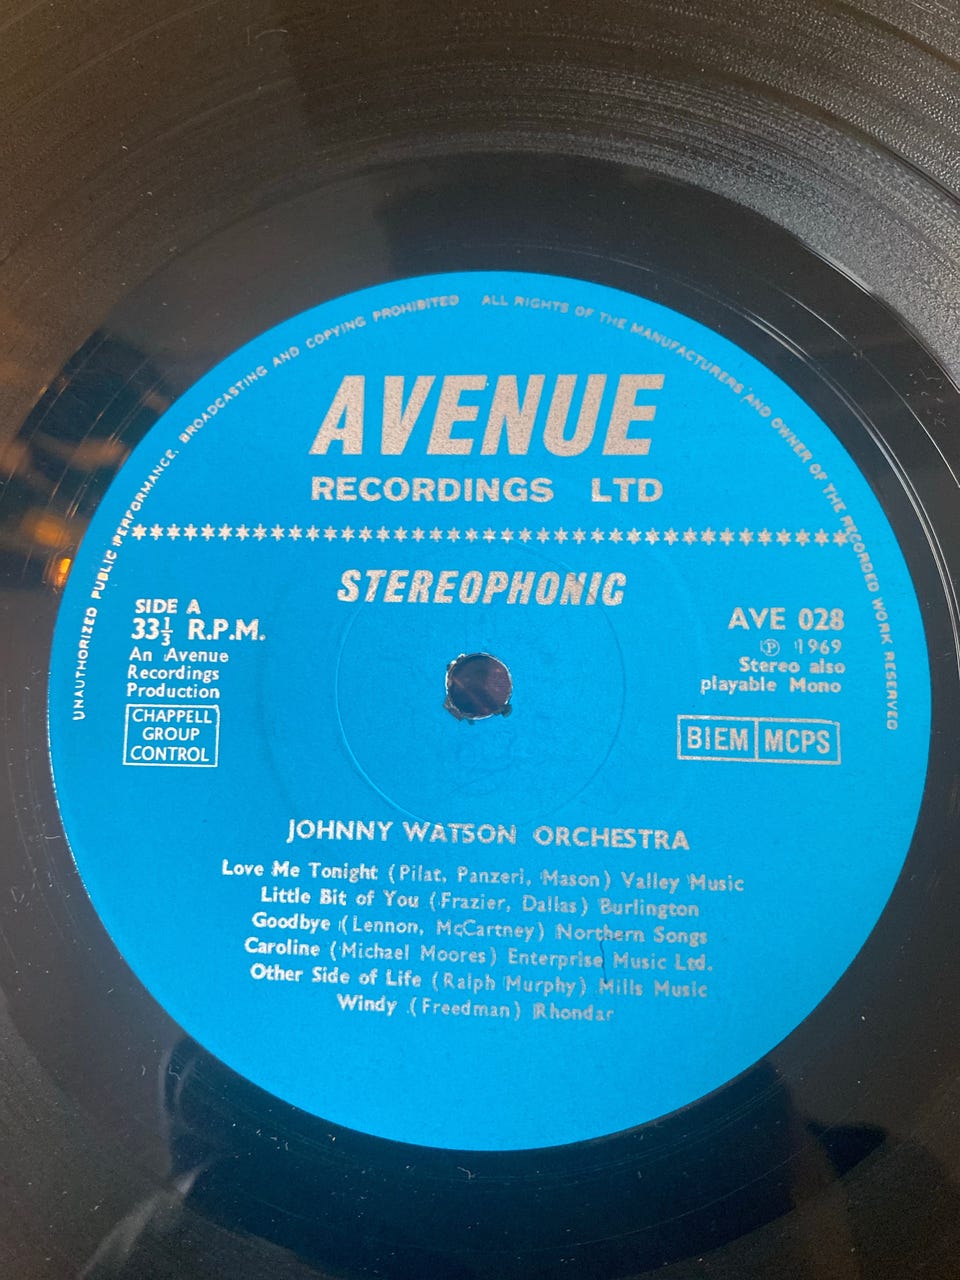 UNAUTHORIZED PUBLIC PERFORMANCE. BROADCASTING AND COPYING PROHIBITED ALL RIGHTS OF THE MANUFACTURERS AND OWNER OF THE RECORDED WORK RESERVED
AVENUE
RECORDINGS LTD
STEREOPHONIC
SIDE A
33⅓ R.P.M.
An Avenue
Recordings
Production
CHAPPELL
GROUP
CONTROL
AVE 028
℗ 1969
Stereo also
playable Mono
BIEM MCPS
JOHNNY WATSON ORCHESTRA
Love Me Tonight (Pilat, Panzeri, Mason) Valley Music
Little Bit of You (Frazier, Dallas) Burlington
Goodbye (Lennon, McCartney) Northern Songs
Caroline (Michael Moores) Enterprise Music Ltd.
Other Side of Life (Ralph Murphy) Mills Music
Windy (Freedman) Rhondar